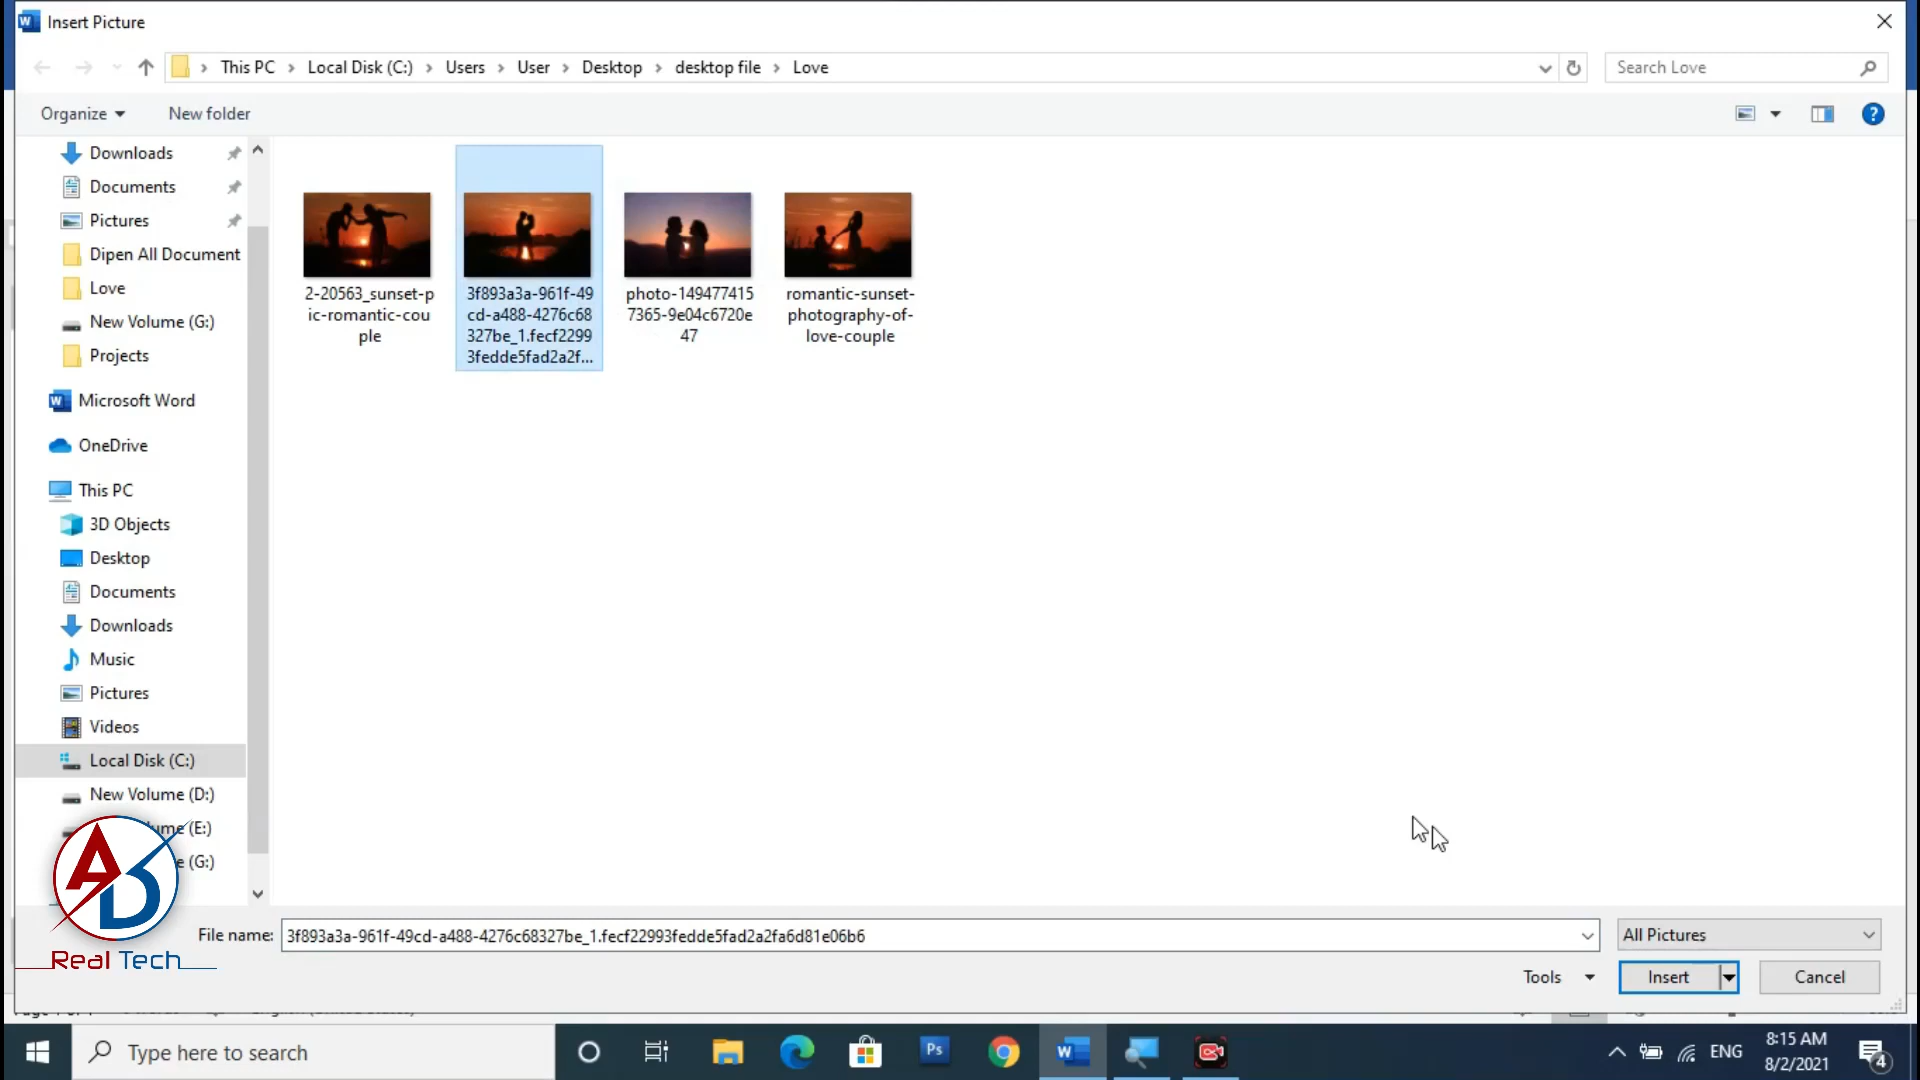 Insert Picture
This PC > Local Disk (C:) > Users > User > Desktop > desktop file > Love
Search Love
Organize
New folder
Downloads
Documents
Pictures
Dipen All Document
Love
New Volume (G:)
Projects
Microsoft Word
OneDrive
This PC
3D Objects
Desktop
Documents
Downloads
Music
Pictures
Videos
Local Disk (C:)
New Volume (D:)
ume (E:)
e (G:)
2-20563_sunset-p
ic-romantic-cou
ple
3f893a3a-961f-49
cd-a488-4276c68
327be_1.fecf2299
3fedde5fad2a2f...
photo-149477415
7365-9e04c6720e
47
romantic-sunset-
photography-of-
love-couple
AD
Real Tech
File name:
3f893a3a-961f-49cd-a488-4276c68327be_1.fecf22993fedde5fad2a2fa6d81e06b6
All Pictures
Tools
Insert
Cancel
Type here to search
Ps
ENG
8:15 AM
8/2/2021
4